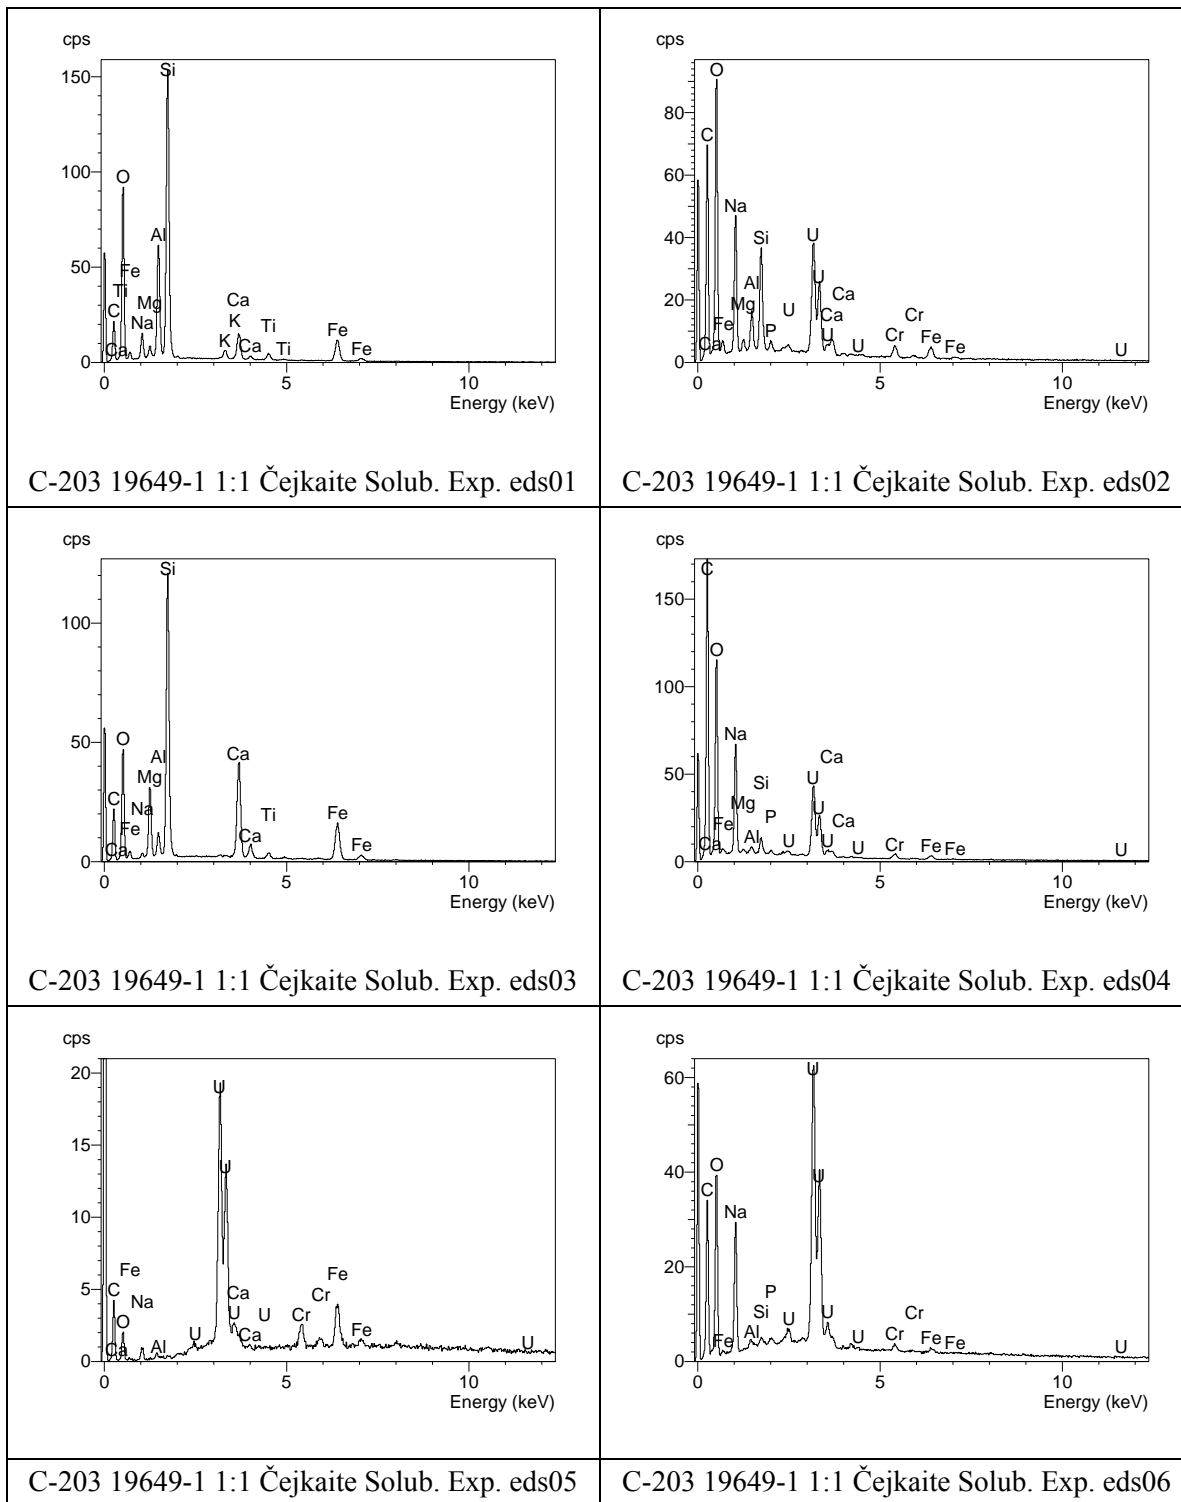 cps
150
100
50
0
Si
O
Al
Fe
Ti
C
Na
Mg
Ca
Ca
K
K
Ca
Ti
Ti
Fe
Fe
0 5 10
Energy (keV)
C-203 19649-1 1:1 Čejkaite Solub. Exp. eds01
cps
80
60
40
20
0
O
C
Na
Si
U
U
Al
Mg
Fe
Ca
P
U
Ca
Ca
U
U
Cr
Cr
Fe
Fe
U
0 5 10
Energy (keV)
C-203 19649-1 1:1 Čejkaite Solub. Exp. eds02
cps
100
50
0
Si
O
Al
Mg
C
Na
Fe
Ca
Ca
Ca
Ti
Fe
Fe
0 5 10
Energy (keV)
C-203 19649-1 1:1 Čejkaite Solub. Exp. eds03
cps
150
100
50
0
C
O
Na
Si
Mg
P
Fe
Ca
Al
U
U
U
Ca
Ca
U
U
Cr
Fe
Fe
U
0 5 10
Energy (keV)
C-203 19649-1 1:1 Čejkaite Solub. Exp. eds04
cps
20
15
10
5
0
U
U
Fe
C
Na
O
Ca
Al
U
Ca
U
Ca
U
Cr
Cr
Fe
Fe
U
0 5 10
Energy (keV)
C-203 19649-1 1:1 Čejkaite Solub. Exp. eds05
cps
60
40
20
0
U
U
O
C
Na
P
Si
Al
Fe
U
U
U
Cr
Cr
Fe
Fe
U
0 5 10
Energy (keV)
C-203 19649-1 1:1 Čejkaite Solub. Exp. eds06